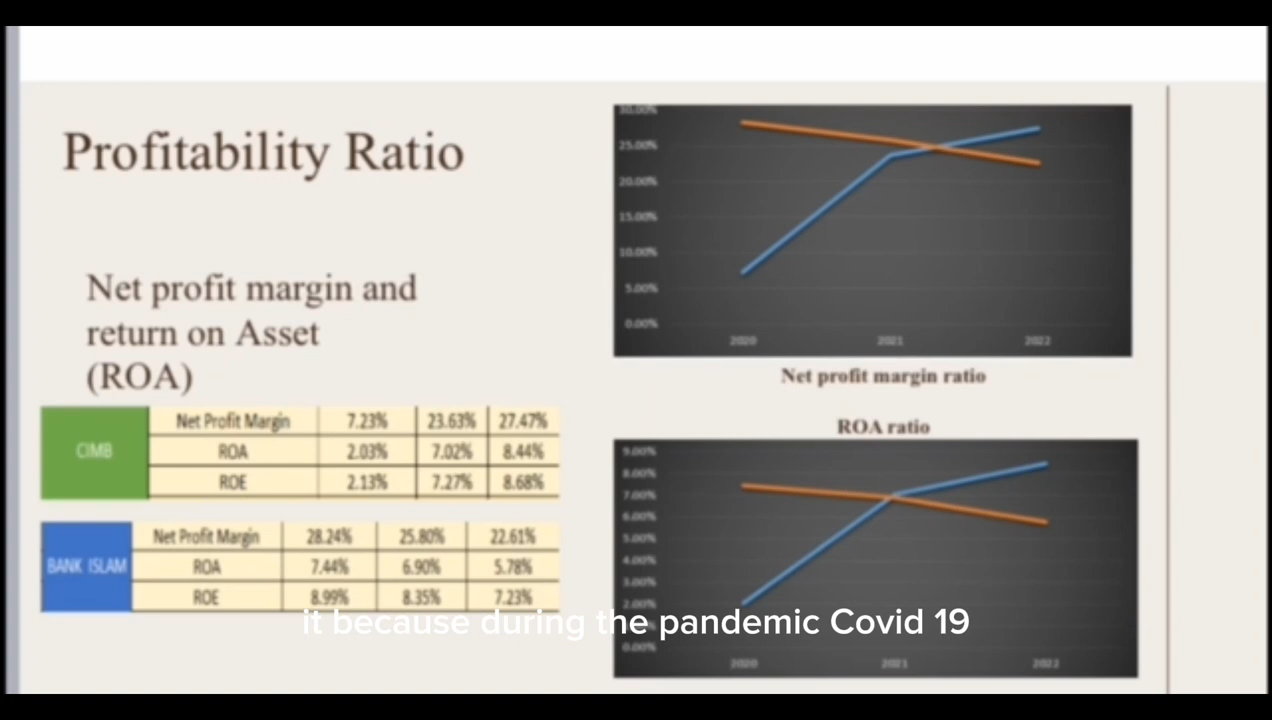 Profitability Ratio
Net profit margin and
return on Asset
(ROA)
CIMB
Net Profit Margin 7.23% 23.63% 27.47%
ROA 2.03% 7.02% 8.44%
ROE 2.13% 7.27% 8.68%
BANK ISLAM
Net Profit Margin 28.24% 25.80% 22.61%
ROA 7.44% 6.90% 5.78%
ROE 8.99% 8.35% 7.23%
30.00%
25.00%
20.00%
15.00%
10.00%
5.00%
0.00%
2020 2021 2022
Net profit margin ratio
ROA ratio
9.00%
8.00%
7.00%
6.00%
5.00%
4.00%
3.00%
2.00%
0.00%
2020 2021 2022
it because during the pandemic Covid 19